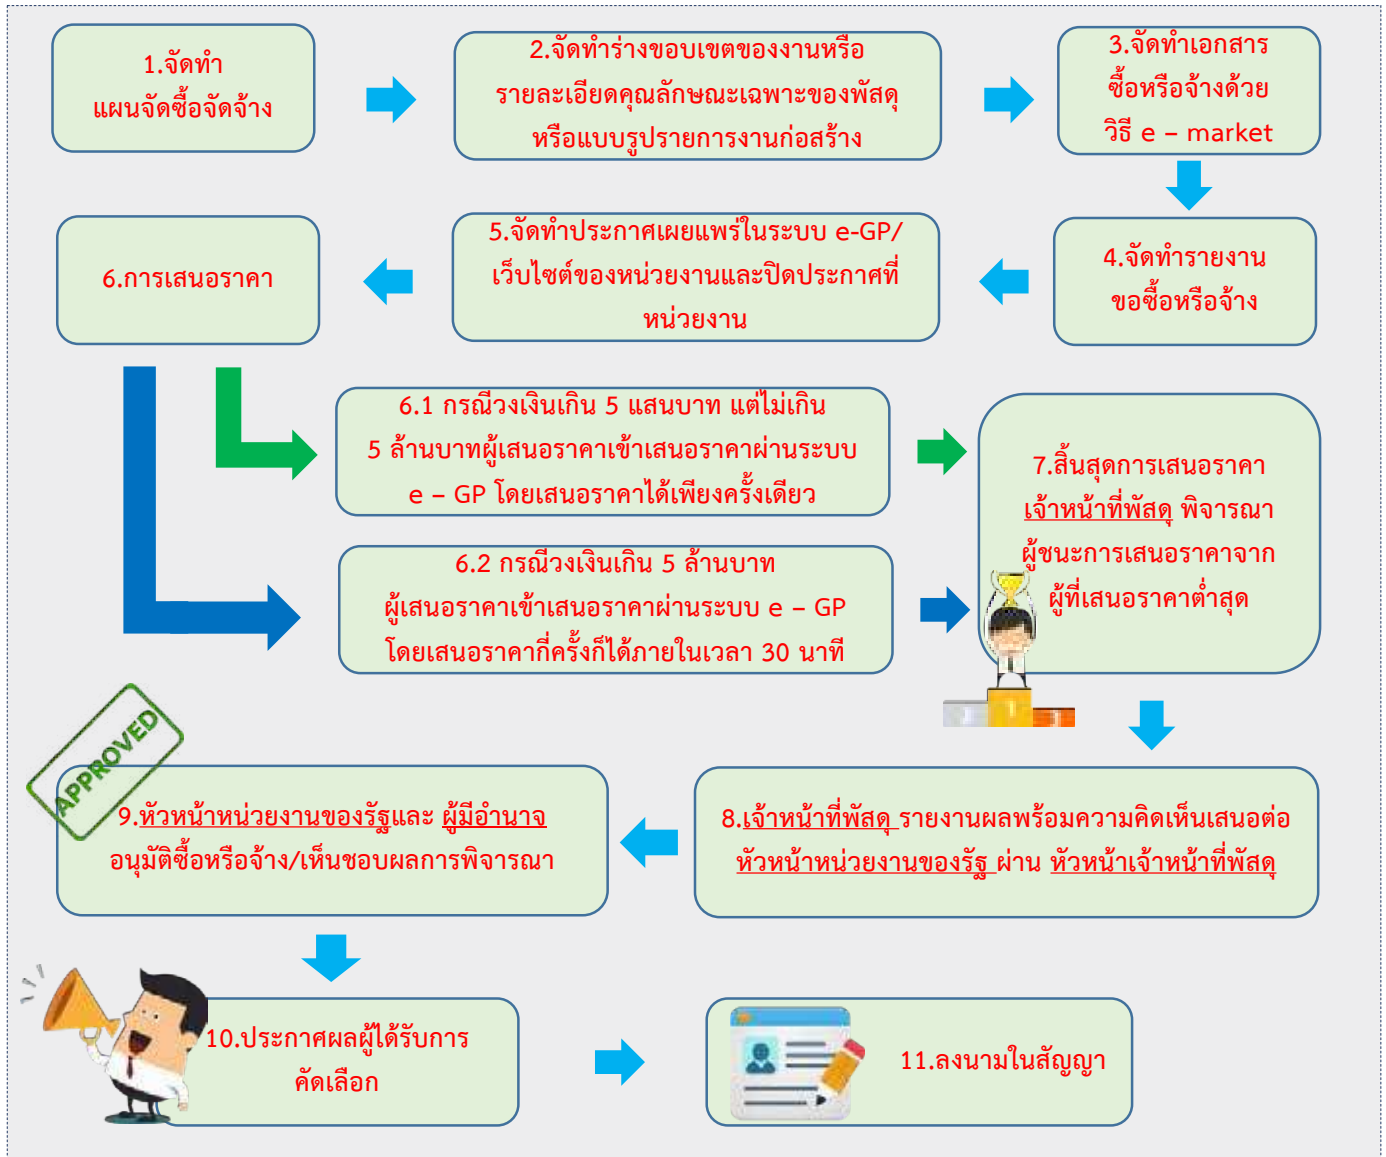 1.จัดทำ
แผนจัดซื้อจัดจ้าง
2.จัดทำร่างขอบเขตของงานหรือ
รายละเอียดคุณลักษณะเฉพาะของพัสดุ
หรือแบบรูปรายการงานก่อสร้าง
3.จัดทำเอกสาร
ซื้อหรือจ้างด้วย
วิธี e – market
4.จัดทำรายงาน
ขอซื้อหรือจ้าง
5.จัดทำประกาศเผยแพร่ในระบบ e-GP/
เว็บไซต์ของหน่วยงานและปิดประกาศที่
หน่วยงาน
6.การเสนอราคา
6.1 กรณีวงเงินเกิน 5 แสนบาท แต่ไม่เกิน
5 ล้านบาทผู้เสนอราคาเข้าเสนอราคาผ่านระบบ
e – GP โดยเสนอราคาได้เพียงครั้งเดียว
6.2 กรณีวงเงินเกิน 5 ล้านบาท
ผู้เสนอราคาเข้าเสนอราคาผ่านระบบ e – GP
โดยเสนอราคากี่ครั้งก็ได้ภายในเวลา 30 นาที
7.สิ้นสุดการเสนอราคา
เจ้าหน้าที่พัสดุ พิจารณา
ผู้ชนะการเสนอราคาจาก
ผู้ที่เสนอราคาต่ำสุด
8.เจ้าหน้าที่พัสดุ รายงานผลพร้อมความคิดเห็นเสนอต่อ
หัวหน้าหน่วยงานของรัฐ ผ่าน หัวหน้าเจ้าหน้าที่พัสดุ
APPROVED
9.หัวหน้าหน่วยงานของรัฐและ ผู้มีอำนาจ
อนุมัติซื้อหรือจ้าง/เห็นชอบผลการพิจารณา
10.ประกาศผลผู้ได้รับการ
คัดเลือก
11.ลงนามในสัญญา